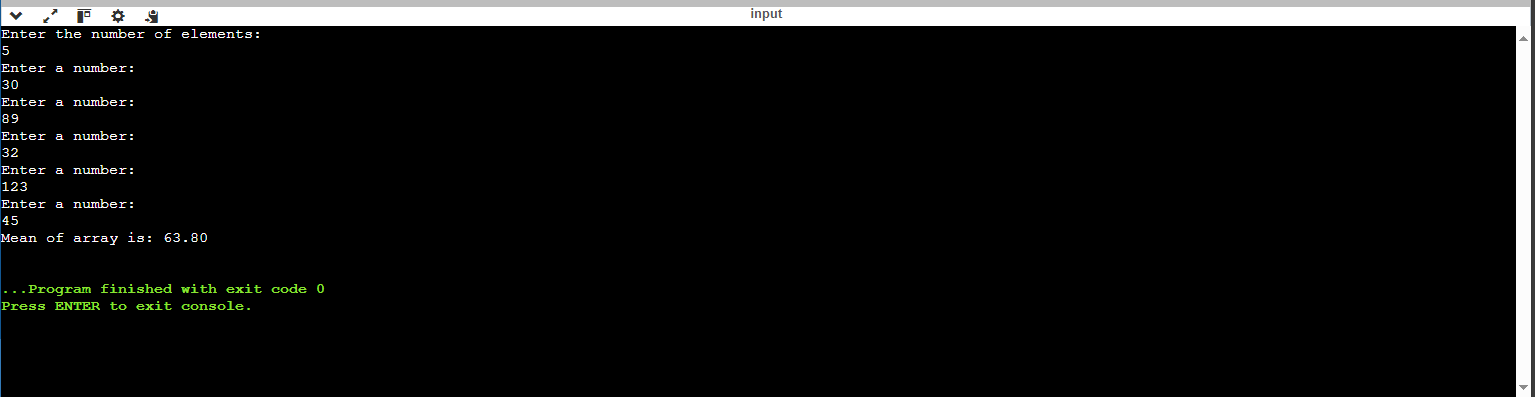 input
Enter the number of elements:
5
Enter a number:
30
Enter a number:
89
Enter a number:
32
Enter a number:
123
Enter a number:
45
Mean of array is: 63.80
...Program finished with exit code 0
Press ENTER to exit console.